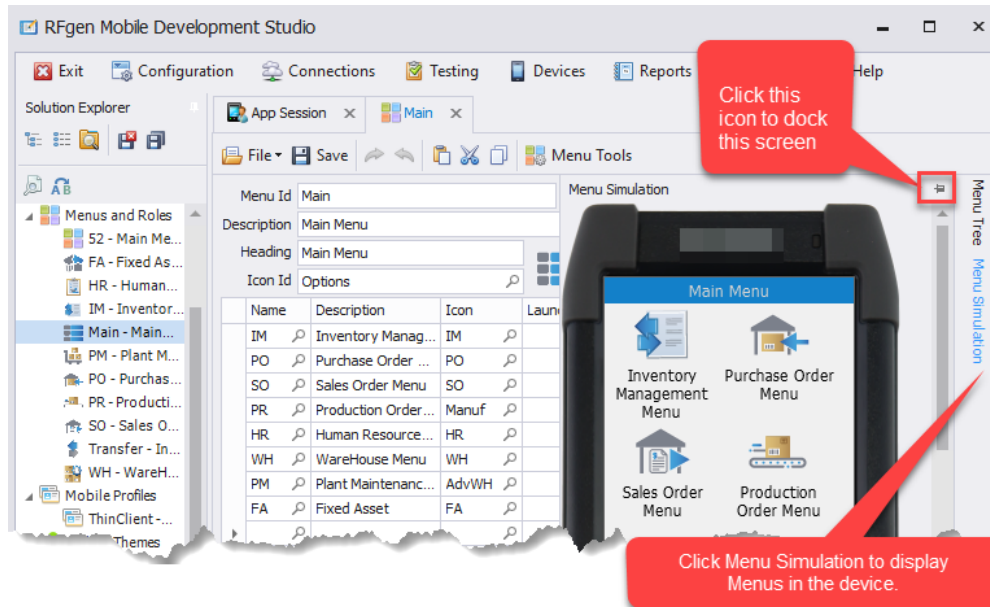 RFgen Mobile Development Studio
Exit Configuration Connections Testing Devices Reports Help
Click this
icon to dock
this screen
Solution Explorer
App Session Main
File Save Menu Tools
Menus and Roles
52 - Main Me...
FA - Fixed As...
HR - Human...
IM - Inventor...
Main - Main...
PM - Plant M...
PO - Purchas...
PR - Producti...
SO - Sales O...
Transfer - In...
WH - WareH...
Mobile Profiles
ThinClient -...
Themes
Menu Id Main
Description Main Menu
Heading Main Menu
Icon Id Options
Name Description Icon Laun
IM Inventory Manag... IM
PO Purchase Order ... PO
SO Sales Order Menu SO
PR Production Order... Manuf
HR Human Resource... HR
WH WareHouse Menu WH
PM Plant Maintenanc... AdvWH
FA Fixed Asset FA
Menu Simulation
Main Menu
Inventory
Management
Menu
Purchase Order
Menu
Sales Order
Menu
Production
Order Menu
Menu Tree
Menu Simulation
Click Menu Simulation to display
Menus in the device.